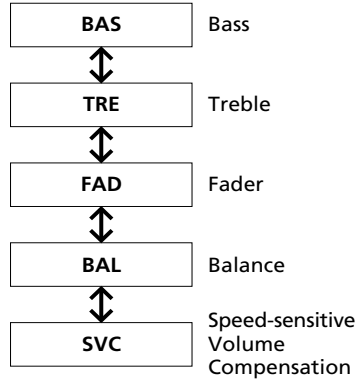 BAS Bass
TRE Treble
FAD Fader
BAL Balance
SVC Speed-sensitive
Volume
Compensation